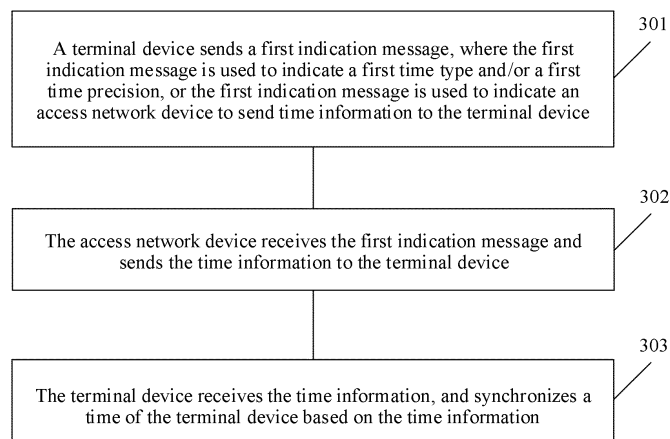 301
A terminal device sends a first indication message, where the first
indication message is used to indicate a first time type and/or a first
time precision, or the first indication message is used to indicate an
access network device to send time information to the terminal device
302
The access network device receives the first indication message and
sends the time information to the terminal device
303
The terminal device receives the time information, and synchronizes a
time of the terminal device based on the time information